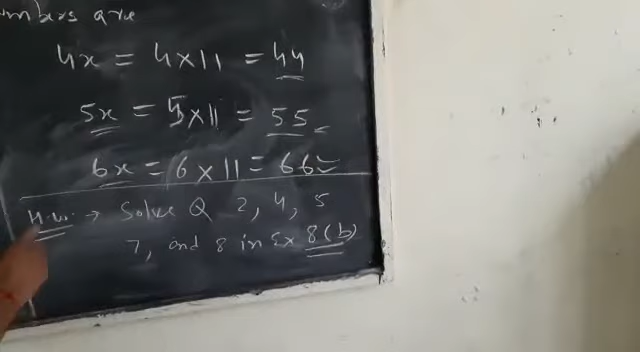 numbers are
4x = 4×11 = 44
5x = 5×11 = 55
6x = 6×11 = 66
H.W. → Solve Q 2, 4, 5
7, and 8 in Ex 8(b)